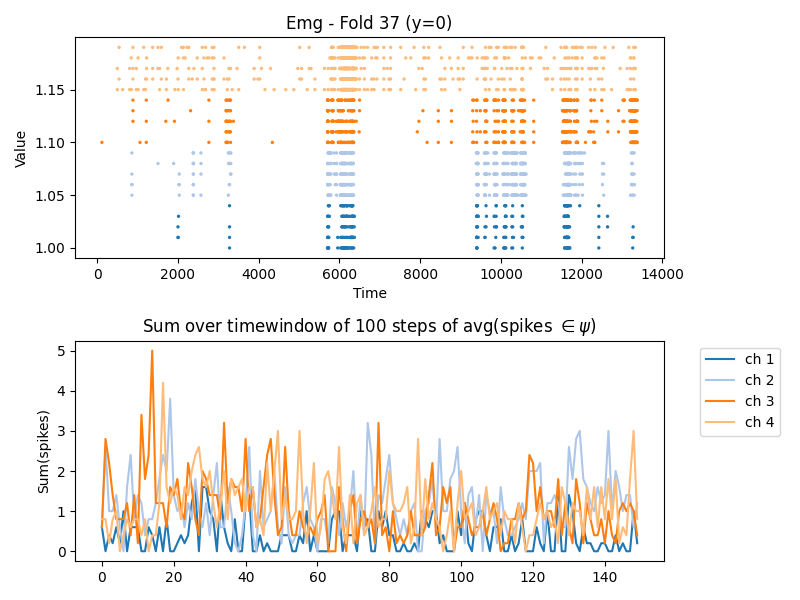 Emg - Fold 37 (y=0)
Value
1.15
1.10
1.05
1.00
0
2000
4000
6000
8000
10000
12000
14000
Time
Sum over timewindow of 100 steps of avg(spikes ∈ ψ)
Sum(spikes)
5
4
3
2
1
0
0
20
40
60
80
100
120
140
ch 1
ch 2
ch 3
ch 4